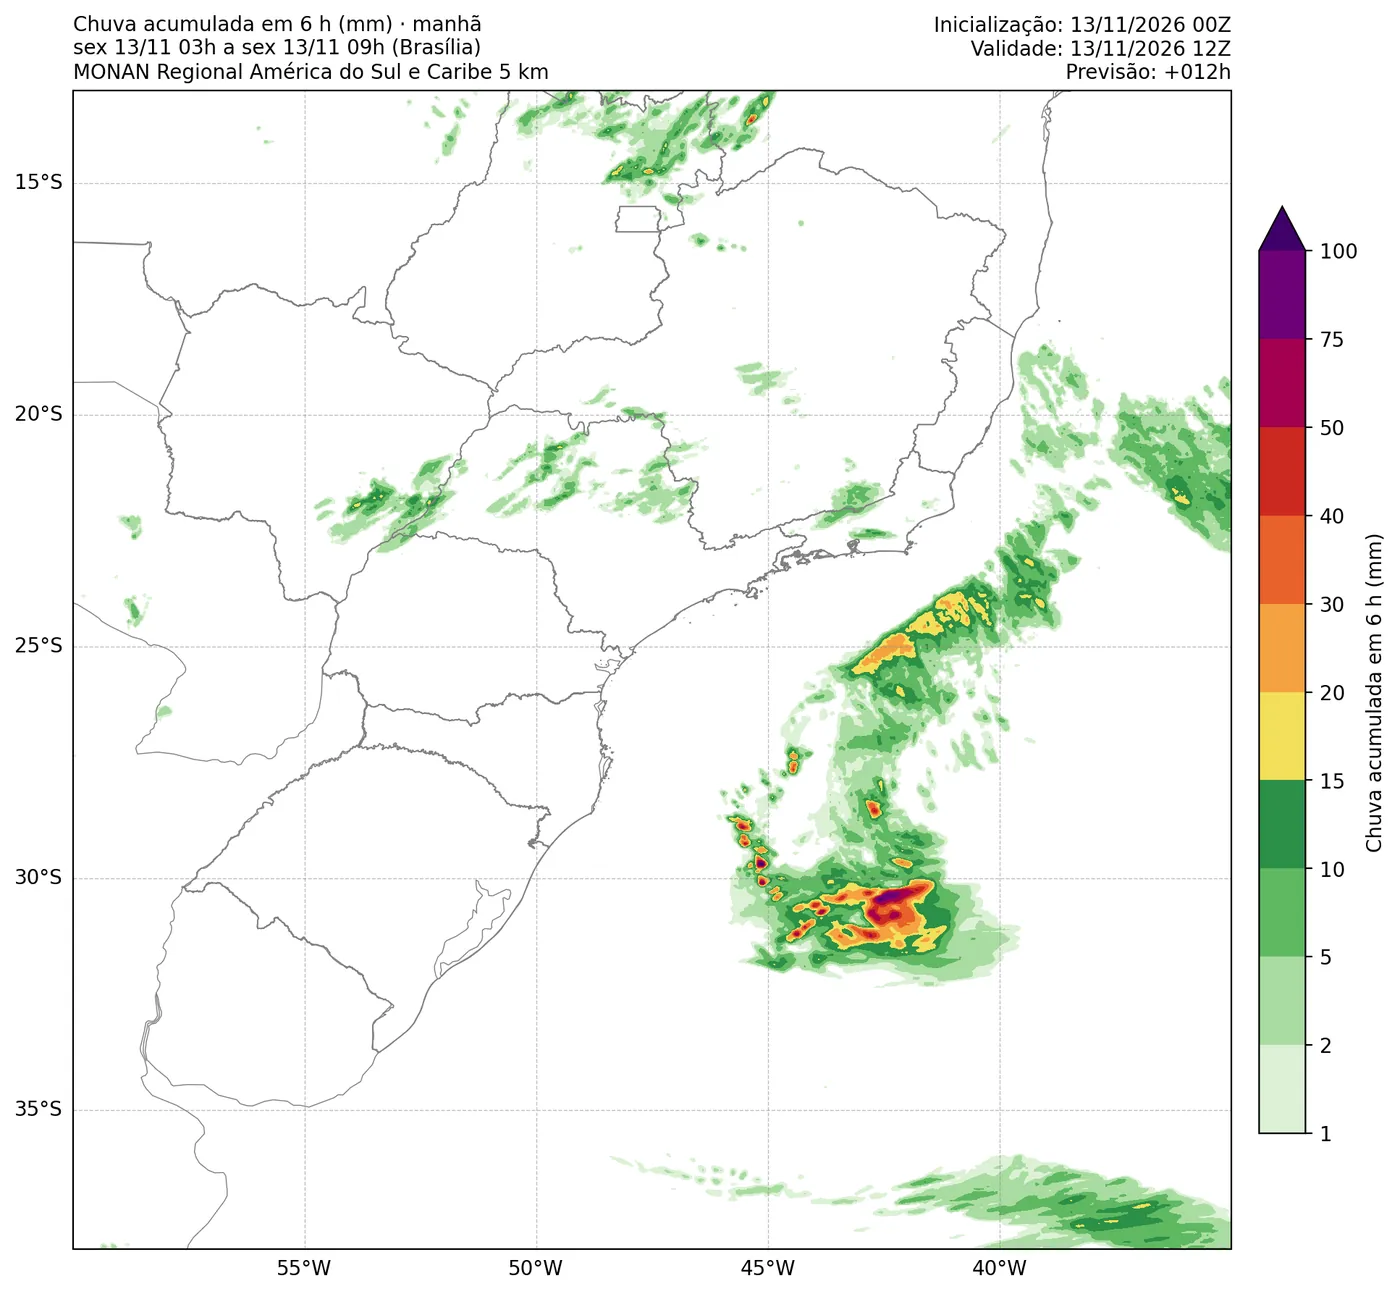 Chuva acumulada em 6 h (mm) · manhã
sex 13/11 03h a sex 13/11 09h (Brasília)
MONAN Regional América do Sul e Caribe 5 km
Inicialização: 13/11/2026 00Z
Validade: 13/11/2026 12Z
Previsão: +012h
15°S
20°S
25°S
30°S
35°S
55°W
50°W
45°W
40°W
100
75
50
40
30
20
15
10
5
2
1
Chuva acumulada em 6 h (mm)